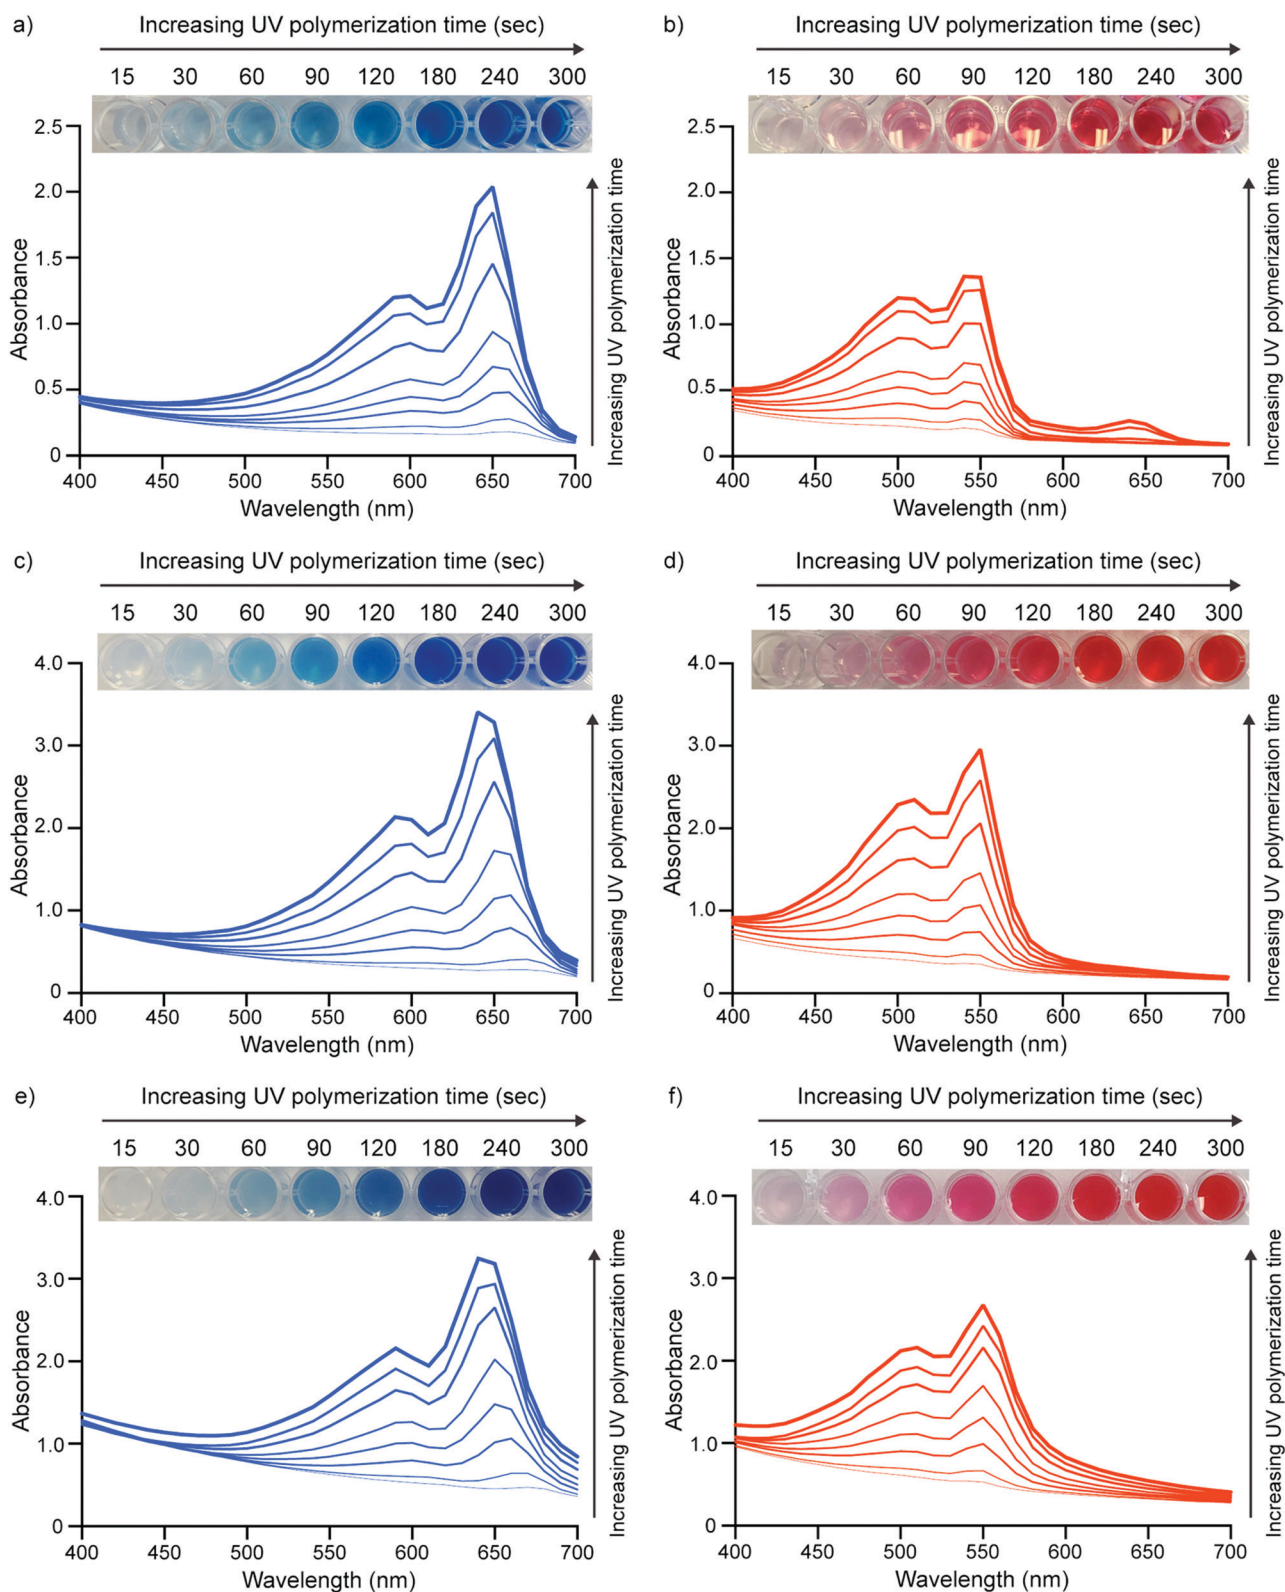 a)
Increasing UV polymerization time (sec)
15 30 60 90 120 180 240 300
2.5
2.0
1.5
1.0
0.5
0
Absorbance
400 450 500 550 600 650 700
Wavelength (nm)
Increasing UV polymerization time
b)
Increasing UV polymerization time (sec)
15 30 60 90 120 180 240 300
2.5
2.0
1.5
1.0
0.5
0
Absorbance
400 450 500 550 600 650 700
Wavelength (nm)
Increasing UV polymerization time
c)
Increasing UV polymerization time (sec)
15 30 60 90 120 180 240 300
4.0
3.0
2.0
1.0
0
Absorbance
400 450 500 550 600 650 700
Wavelength (nm)
Increasing UV polymerization time
d)
Increasing UV polymerization time (sec)
15 30 60 90 120 180 240 300
4.0
3.0
2.0
1.0
0
Absorbance
400 450 500 550 600 650 700
Wavelength (nm)
Increasing UV polymerization time
e)
Increasing UV polymerization time (sec)
15 30 60 90 120 180 240 300
4.0
3.0
2.0
1.0
0
Absorbance
400 450 500 550 600 650 700
Wavelength (nm)
Increasing UV polymerization time
f)
Increasing UV polymerization time (sec)
15 30 60 90 120 180 240 300
4.0
3.0
2.0
1.0
0
Absorbance
400 450 500 550 600 650 700
Wavelength (nm)
Increasing UV polymerization time